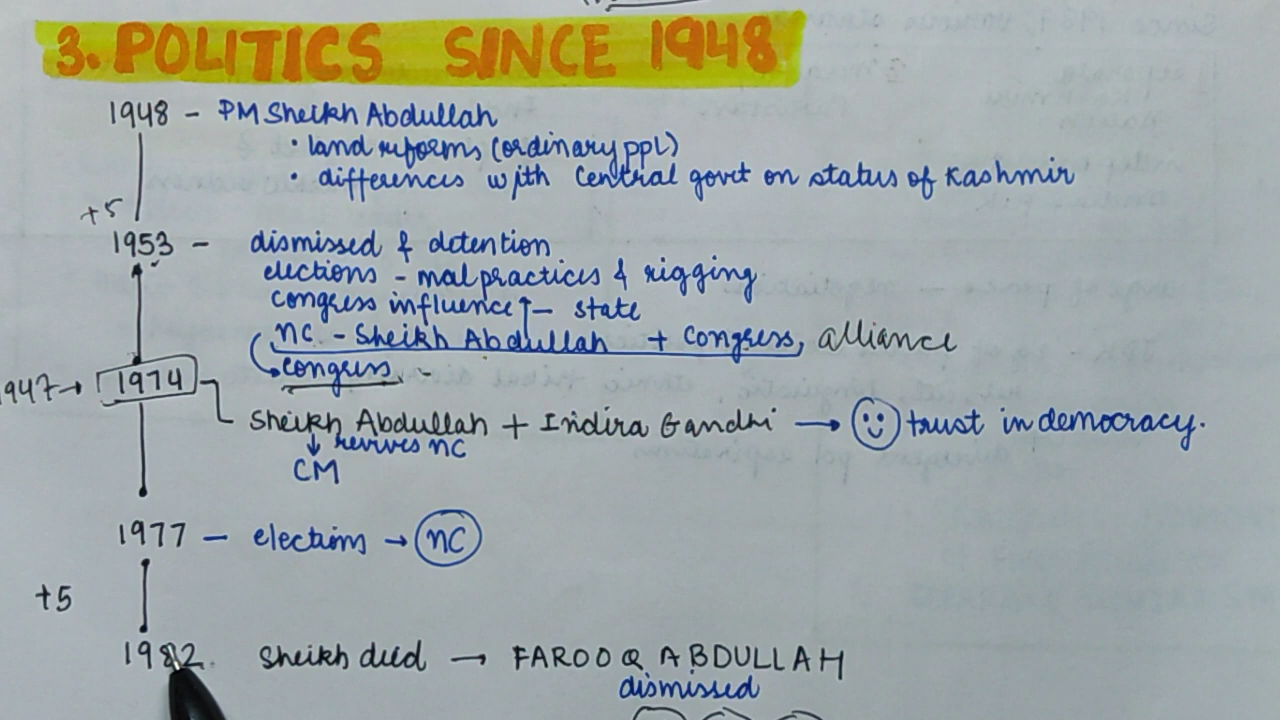 3. POLITICS SINCE 1948
1948 - PM Sheikh Abdullah
• land reforms (ordinary ppl)
• differences with Central govt on status of Kashmir
+5
1953 - dismissed & detention
elections - malpractices & rigging
congress influence ↑ - state
NC - Sheikh Abdullah + Congress, alliance
congress -
1947 → 1974
Sheikh Abdullah + Indira Gandhi → trust in democracy.
↓ revives NC
CM
1977 - elections → NC
+5
1982. Sheikh died → FAROOQ ABDULLAH
dismissed